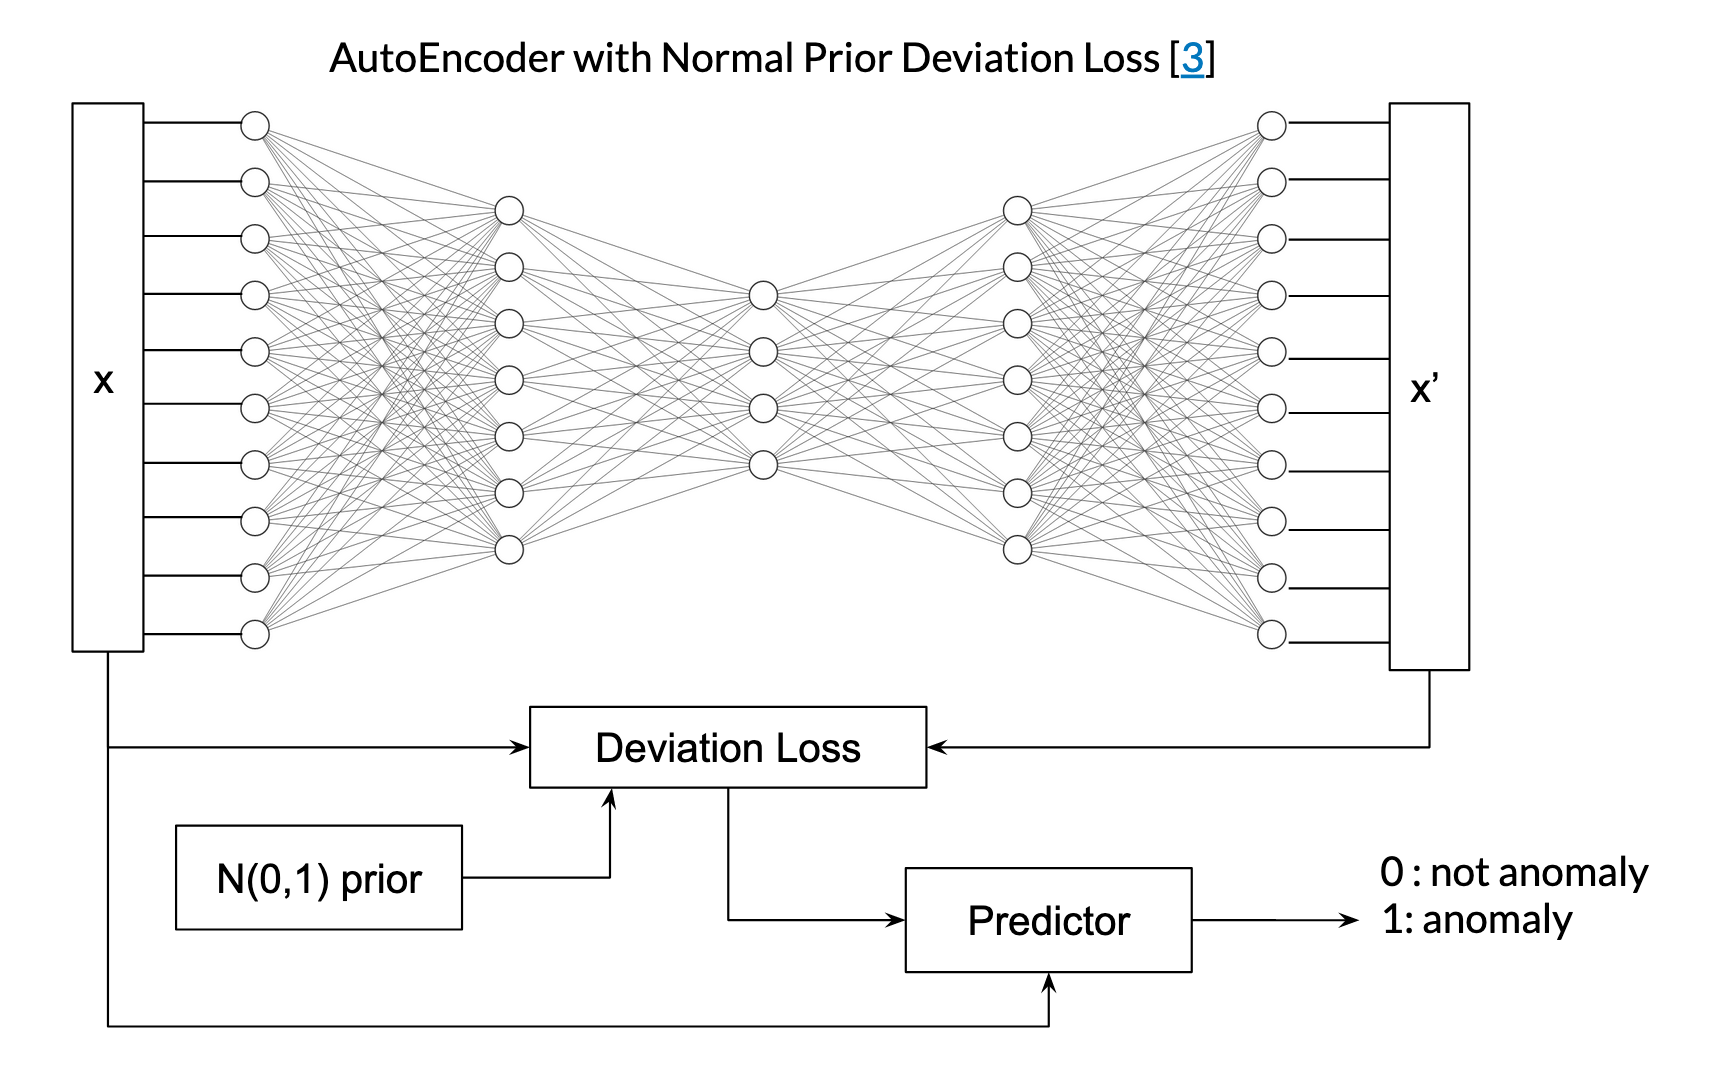 AutoEncoder with Normal Prior Deviation Loss [3]
x
x’
Deviation Loss
N(0,1) prior
Predictor
0 : not anomaly
1: anomaly